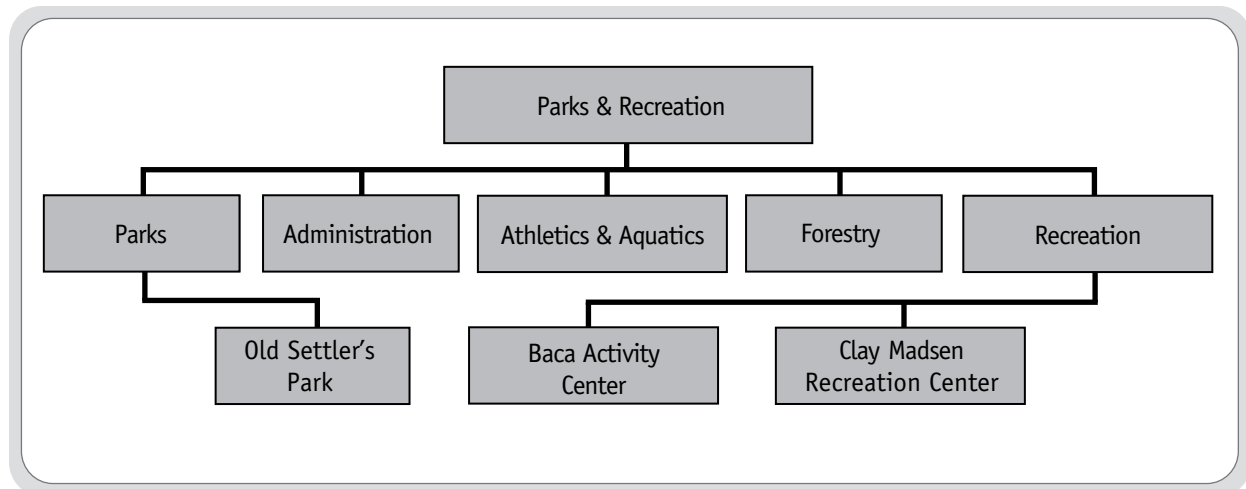 Parks & Recreation
Parks
Administration
Athletics & Aquatics
Forestry
Recreation
Old Settler's
Park
Baca Activity
Center
Clay Madsen
Recreation Center